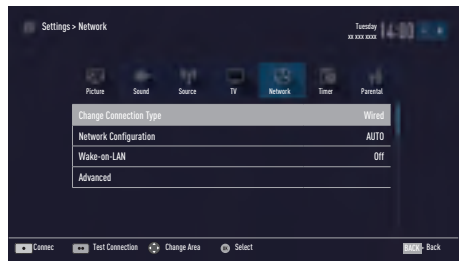 Settings > Network
Tuesday
xx xxx xxxx
14:00
Picture Sound Source TV Network Timer Parental
Change Connection Type Wired
Network Configuration AUTO
Wake-on-LAN Off
Advanced
Connec Test Connection Change Area OK Select BACK Back